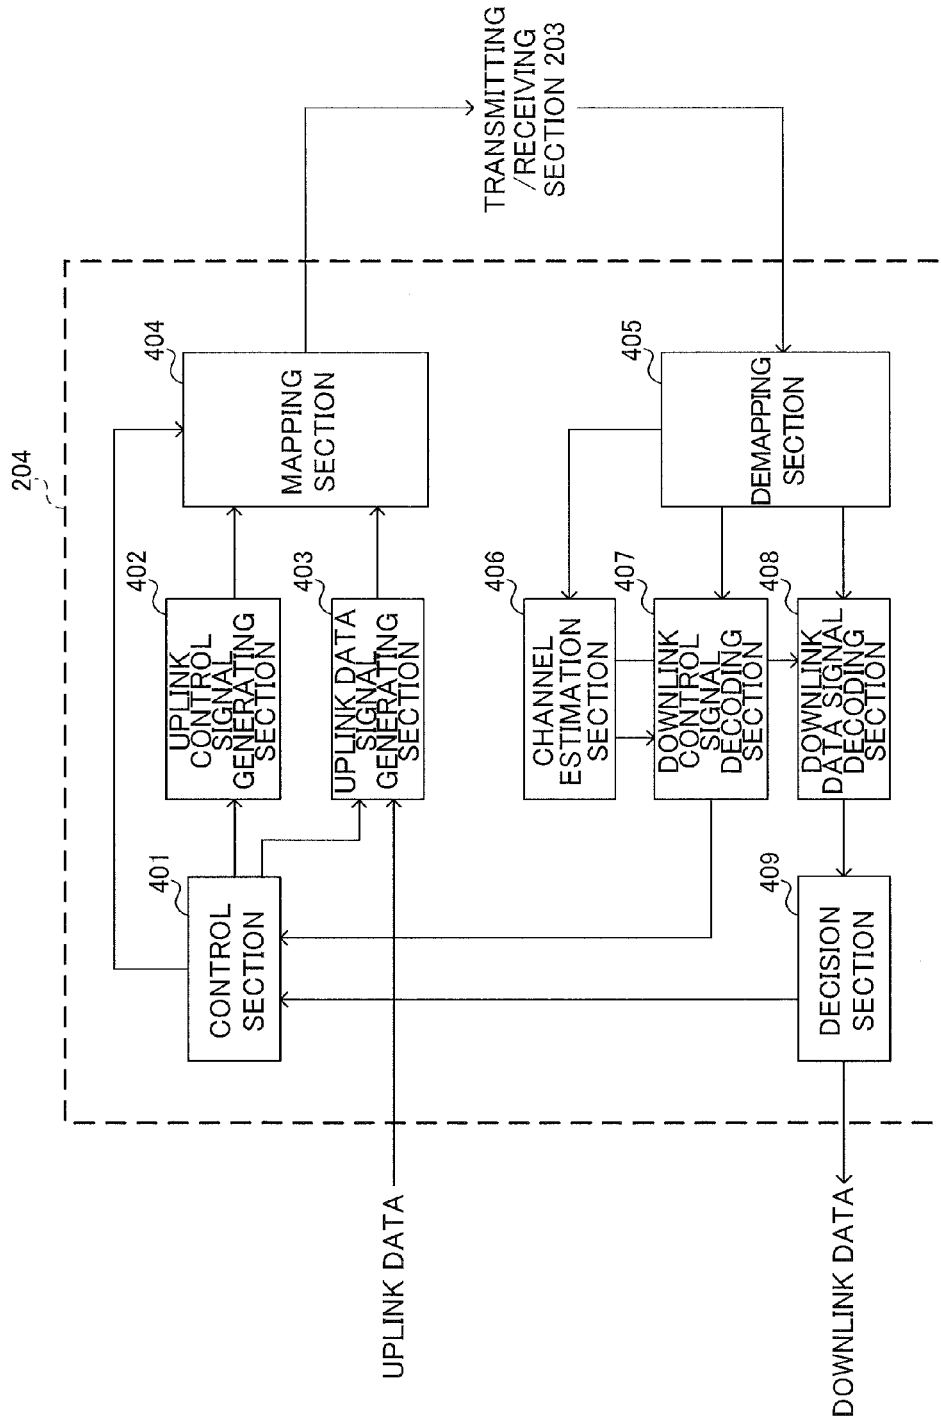 204
401
CONTROL
SECTION
402
UPLINK
CONTROL
SIGNAL
GENERATING
SECTION
404
MAPPING
SECTION
403
UPLINK DATA
SIGNAL
GENERATING
SECTION
UPLINK DATA
TRANSMITTING
/RECEIVING
SECTION 203
406
CHANNEL
ESTIMATION
SECTION
407
DOWNLINK
CONTROL
SIGNAL
DECODING
SECTION
405
DEMAPPING
SECTION
409
DECISION
SECTION
408
DOWNLINK
DATA SIGNAL
DECODING
SECTION
DOWNLINK DATA